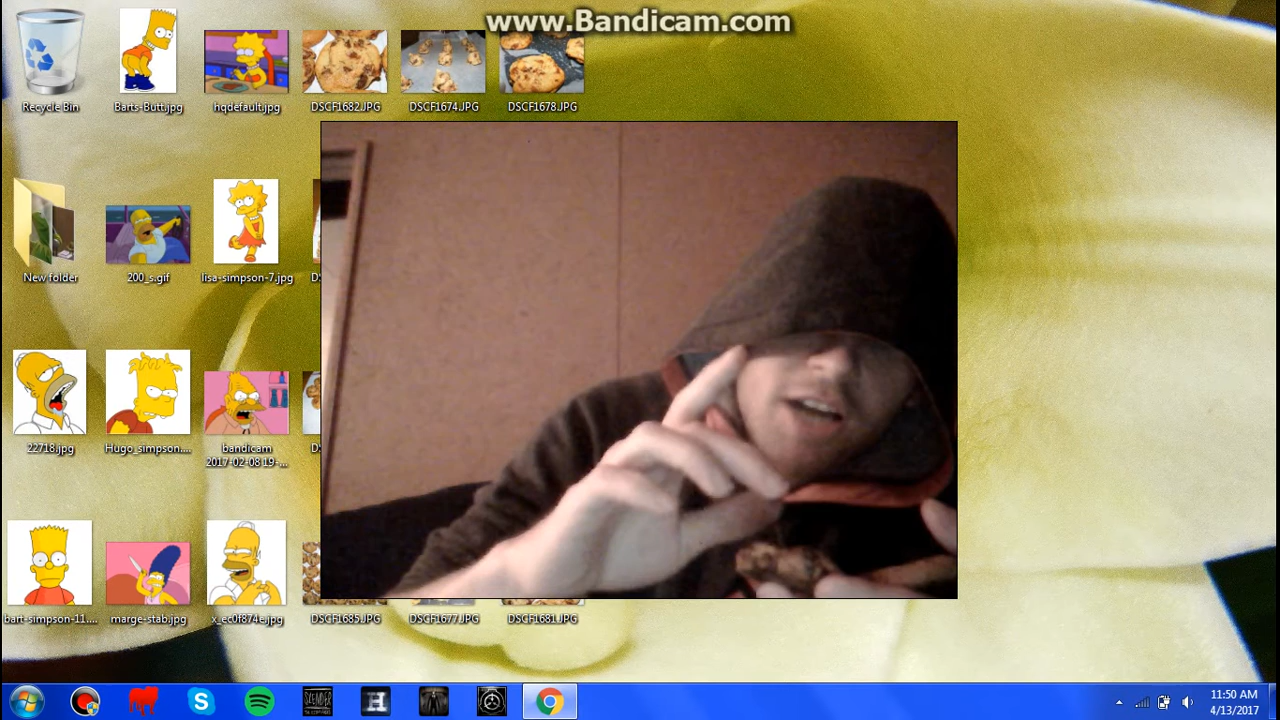 www.Bandicam.com
Recycle Bin
Barts-Butt.jpg
hqdefault.jpg
DSCF1682.JPG
DSCF1674.JPG
DSCF1678.JPG
New folder
200_s.gif
lisa-simpson-7.jpg
22718.jpg
Hugo_simpson....
bandicam
2017-02-08 19-...
bart-simpson-11....
marge-stab.jpg
x_ec0f874e.jpg
DSCF1685.JPG
DSCF1677.JPG
DSCF1681.JPG
SLENDER
H
11:50 AM
4/13/2017